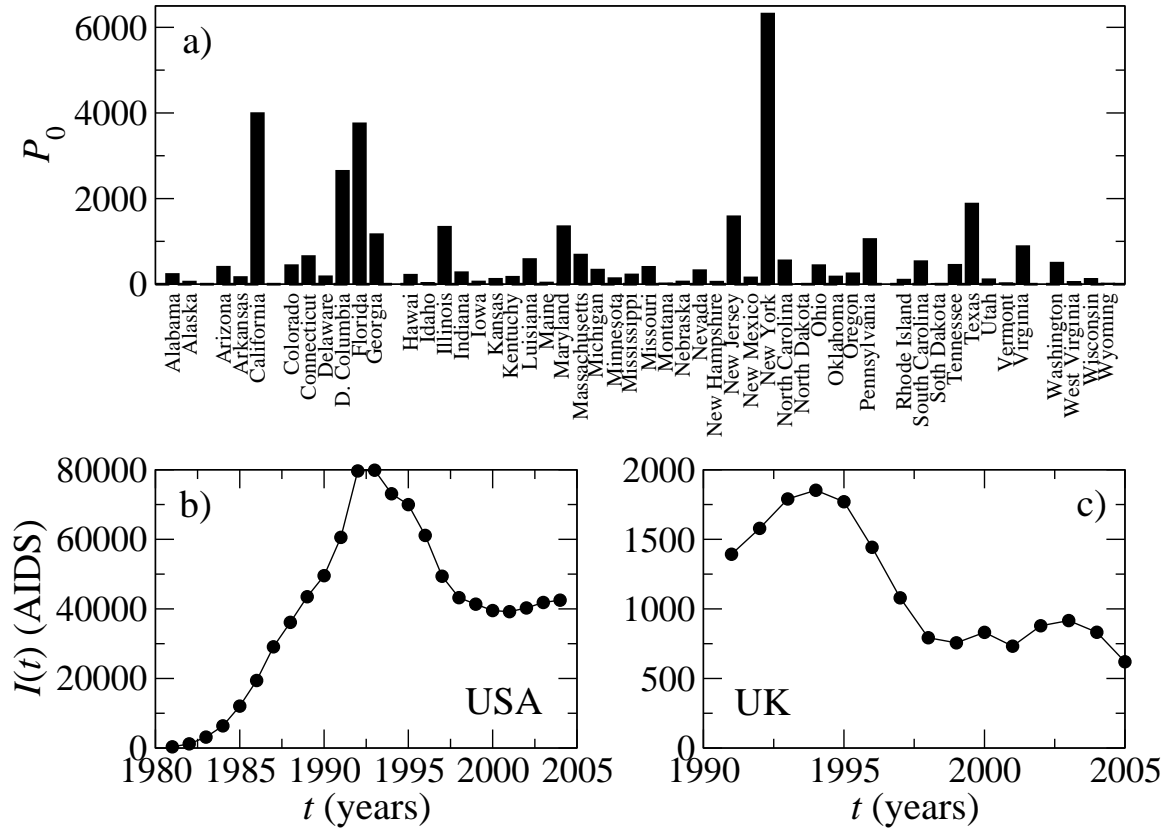 a)
P0
6000
4000
2000
0
Alabama
Alaska
Arizona
Arkansas
California
Colorado
Connecticut
Delaware
D. Columbia
Florida
Georgia
Hawai
Idaho
Illinois
Indiana
Iowa
Kansas
Kentuchy
Luisiana
Maine
Maryland
Massachusetts
Michigan
Minnesota
Mississippi
Missouri
Montana
Nebraska
Nevada
New Hampshire
New Jersey
New Mexico
New York
North Carolina
North Dakota
Ohio
Oklahoma
Oregon
Pennsylvania
Rhode Island
South Carolina
Soth Dakota
Tennessee
Texas
Utah
Vermont
Virginia
Washington
West Virginia
Wisconsin
Wyoming
b)
I(t) (AIDS)
80000
60000
40000
20000
0
USA
1980 1985 1990 1995 2000 2005
t (years)
c)
2000
1500
1000
500
0
UK
1990 1995 2000 2005
t (years)